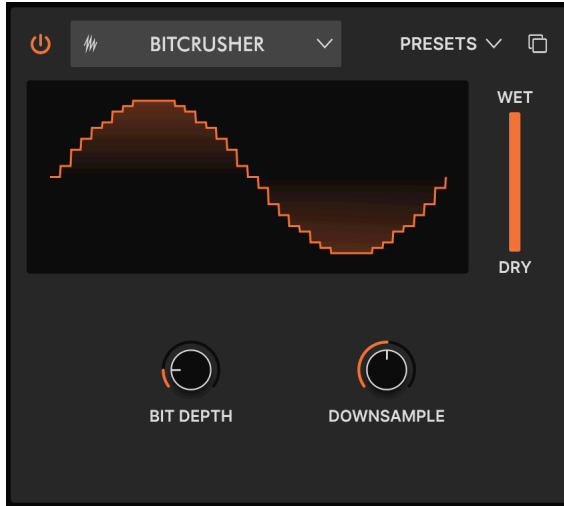 BITCRUSHER
PRESETS
WET
DRY
BIT DEPTH
DOWNSAMPLE